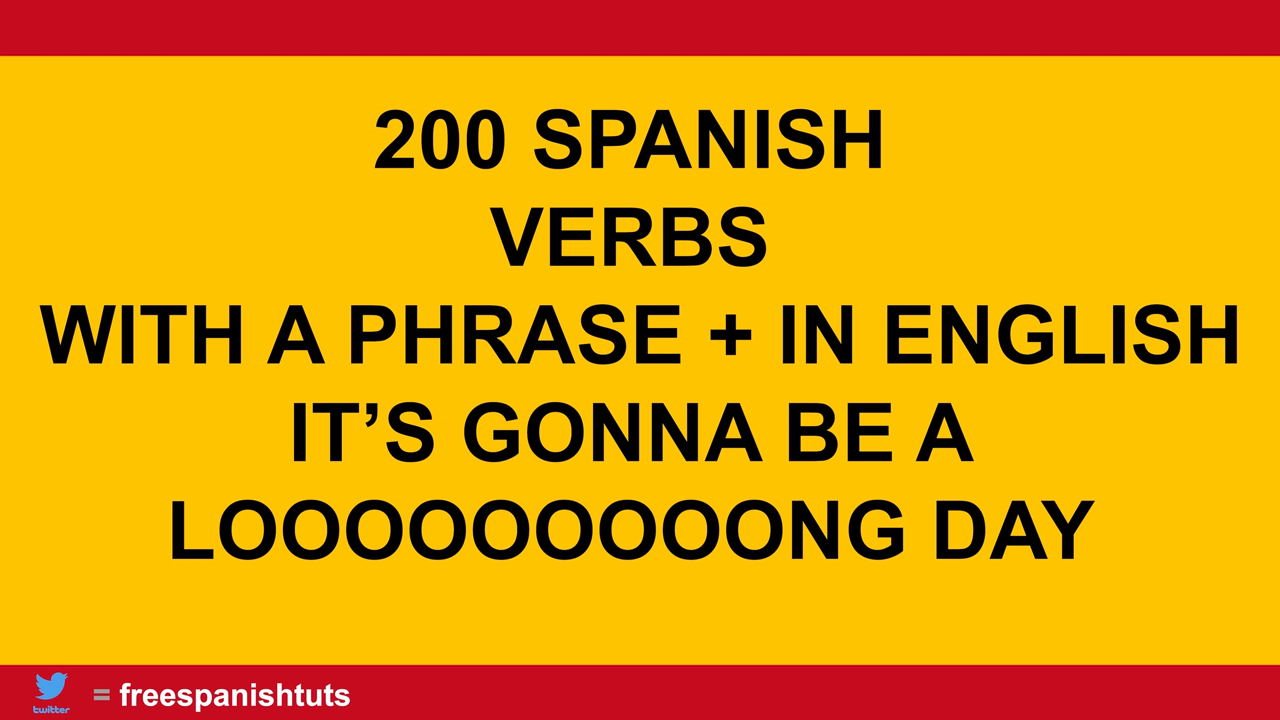 200 SPANISH
VERBS
WITH A PHRASE + IN ENGLISH
IT’S GONNA BE A
LOOOOOOOOONG DAY
twitter = freespanishtuts